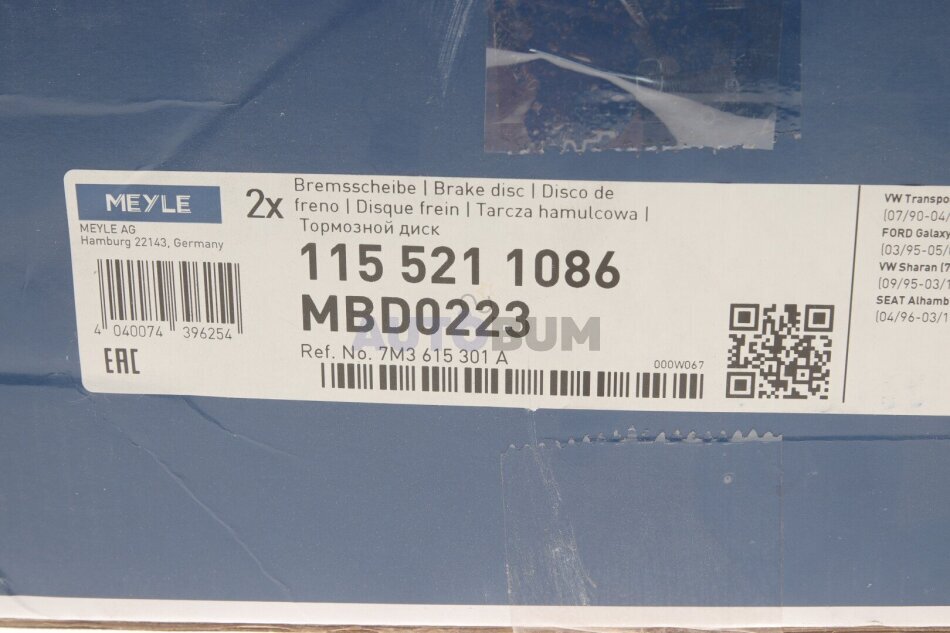 MEYLE
MEYLE AG
Hamburg 22143, Germany
4 040074 396254
EAC
2x
Bremsscheibe | Brake disc | Disco de
freno | Disque frein | Tarcza hamulcowa |
Тормозной диск
115 521 1086
MBD0223
AUTOBUM
Ref. No. 7M3 615 301 A
000W067
VW Transpo
(07/90-04/
FORD Galaxy
(03/95-05/
VW Sharan (7
(09/95-03/1
SEAT Alhamb
(04/96-03/1